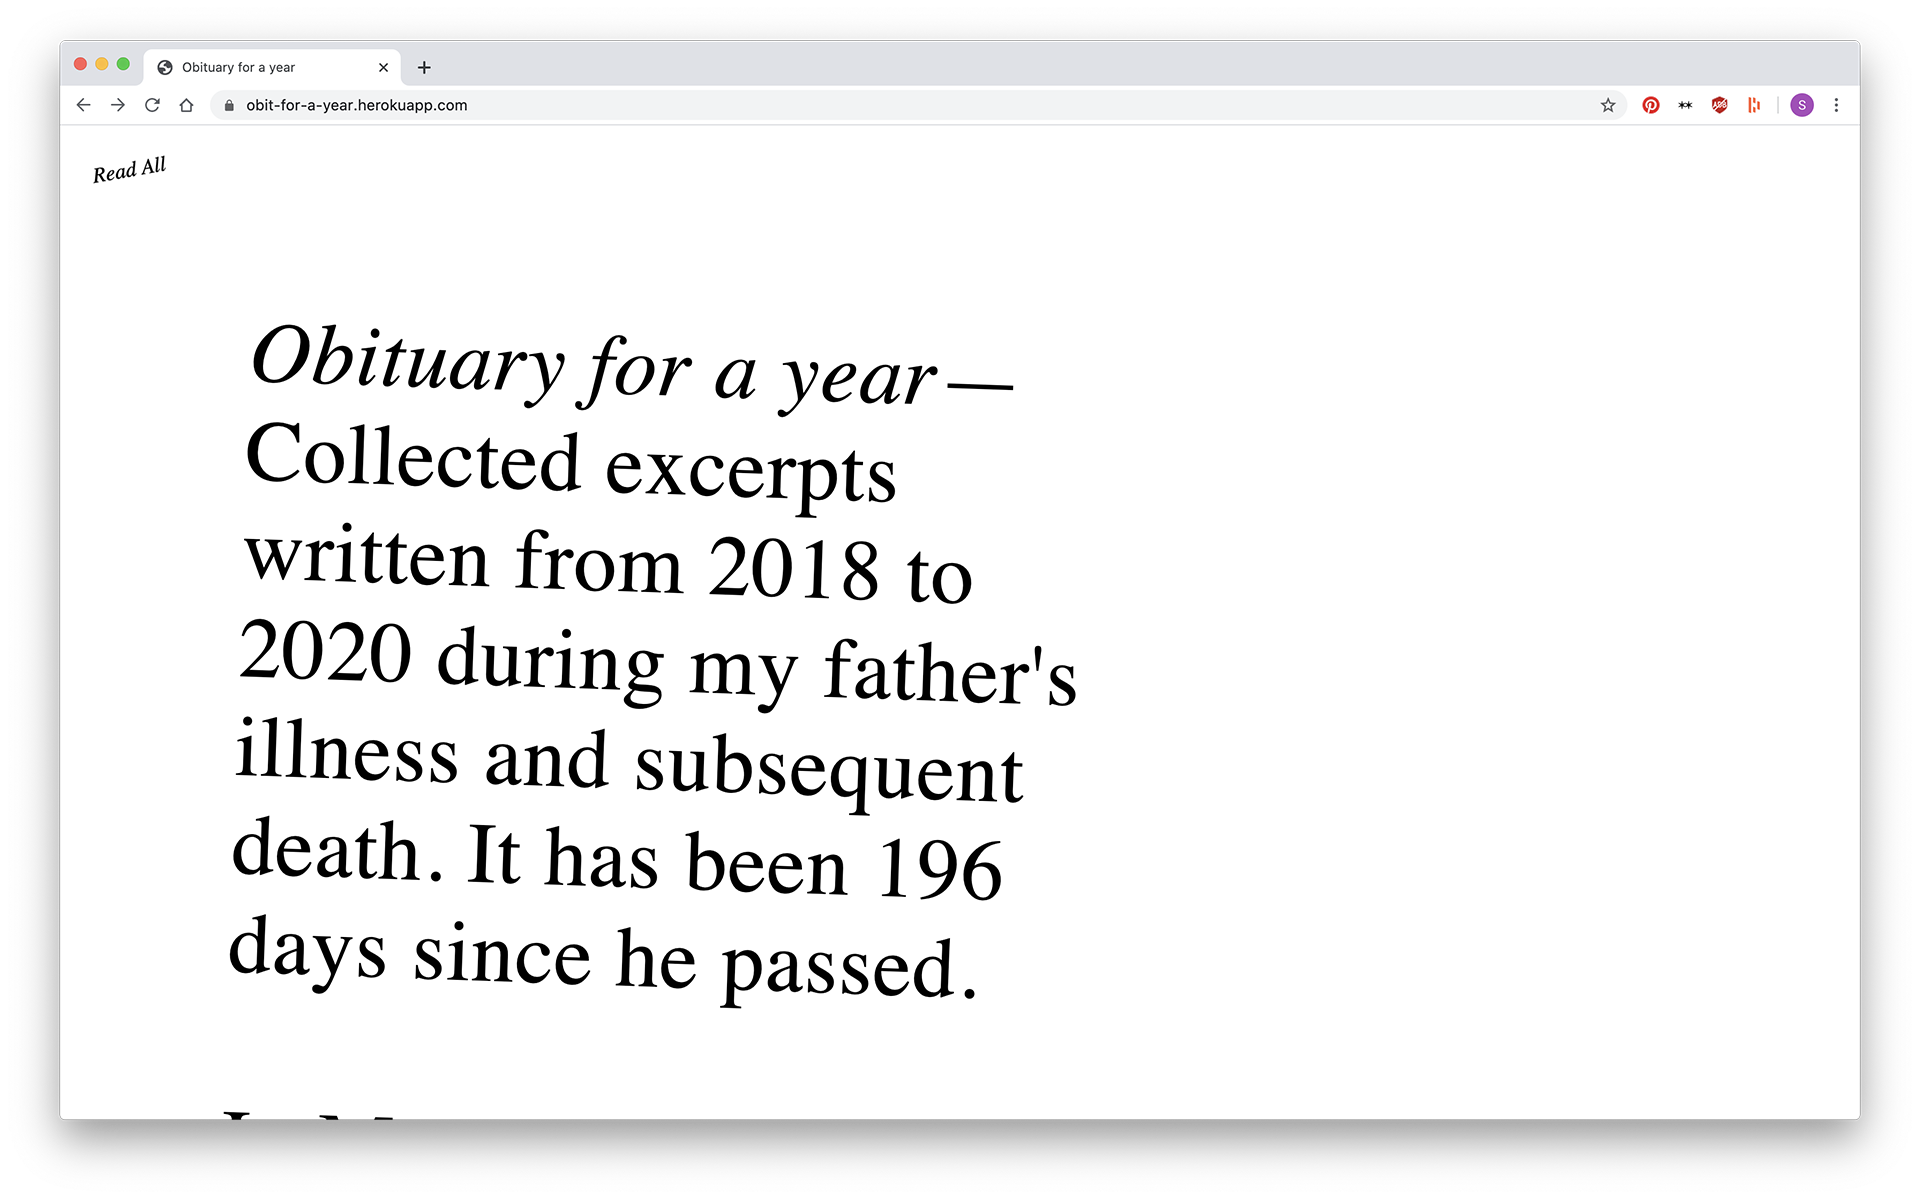 Obituary for a year
obit-for-a-year.herokuapp.com
S
Read All
Obituary for a year—
Collected excerpts
written from 2018 to
2020 during my father's
illness and subsequent
death. It has been 196
days since he passed.